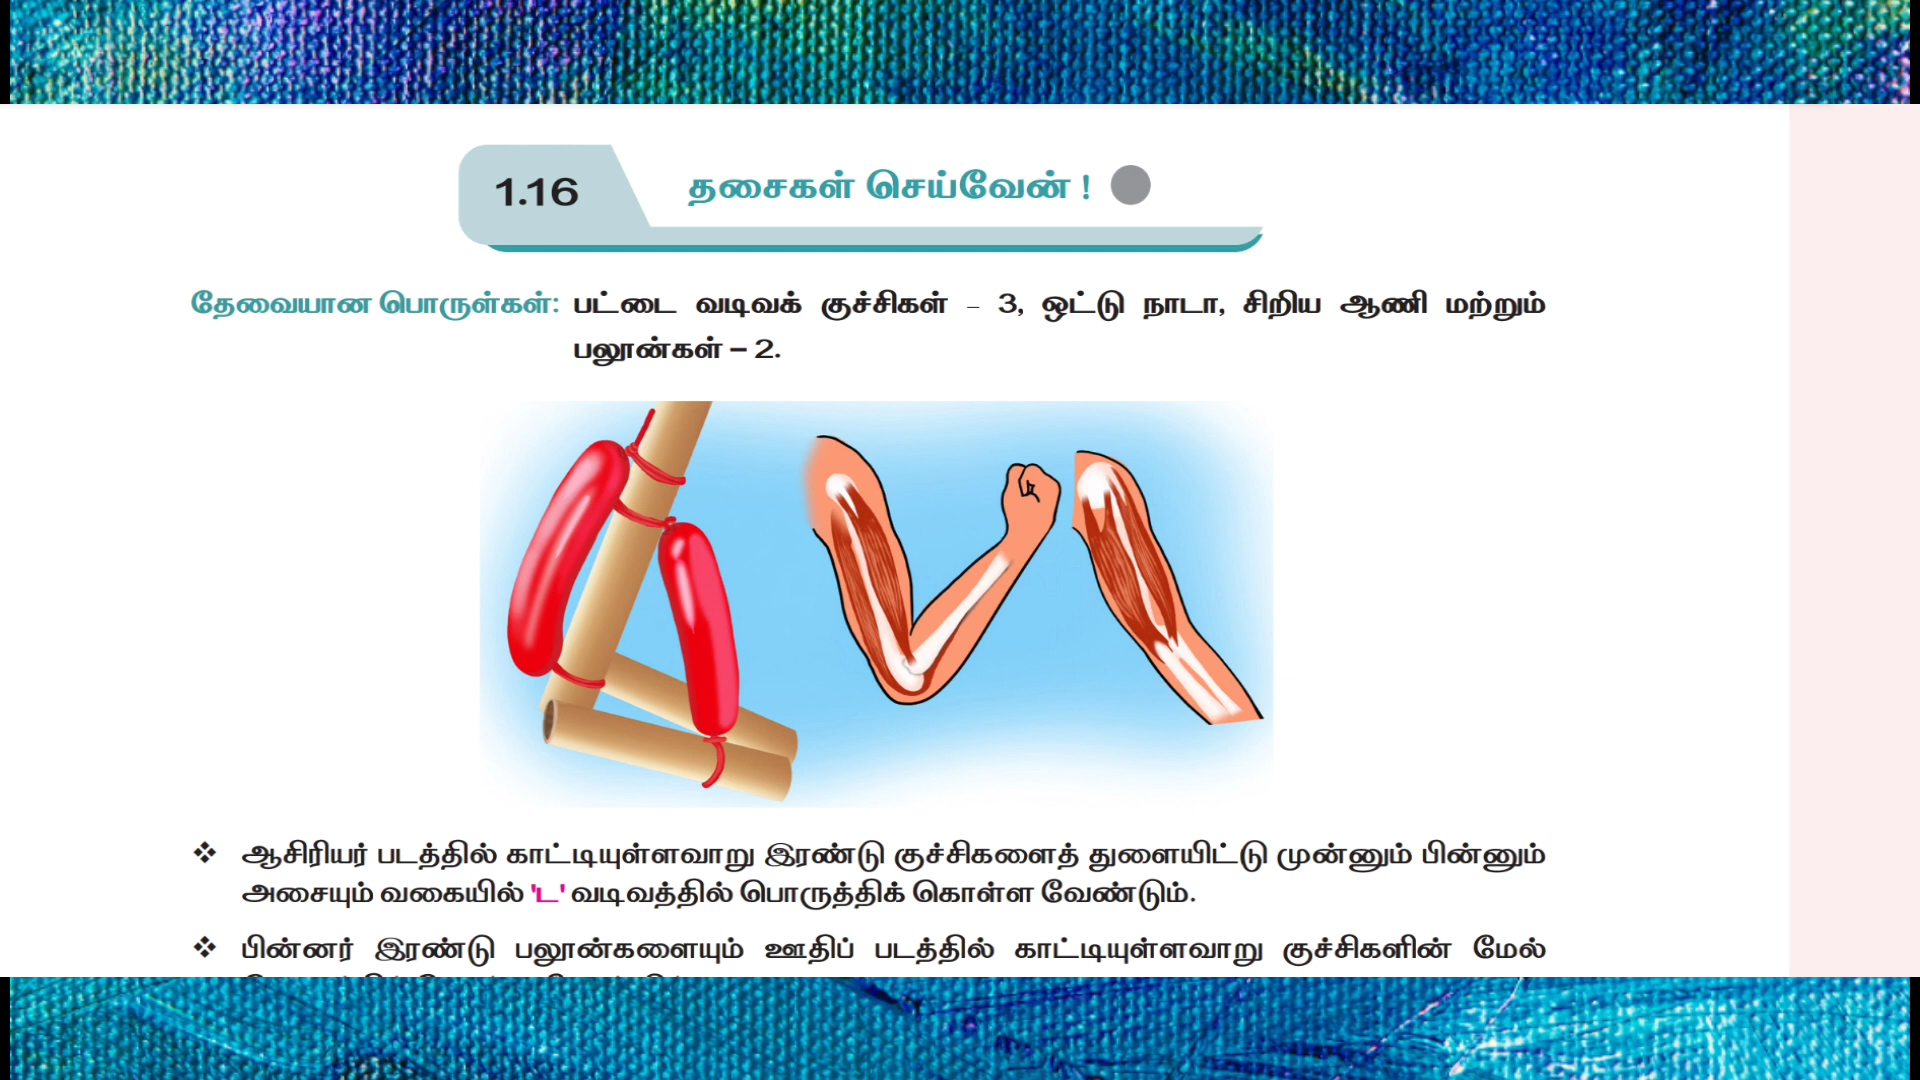 1.16 தசைகள் செய்வேன் !
தேவையான பொருள்கள்: பட்டை வடிவக் குச்சிகள் – 3, ஒட்டு நாடா, சிறிய ஆணி மற்றும்
பலூன்கள் – 2.
❖ ஆசிரியர் படத்தில் காட்டியுள்ளவாறு இரண்டு குச்சிகளைத் துளையிட்டு முன்னும் பின்னும்
அசையும் வகையில் 'ட' வடிவத்தில் பொருத்திக் கொள்ள வேண்டும்.
❖ பின்னர் இரண்டு பலூன்களையும் ஊதிப் படத்தில் காட்டியுள்ளவாறு குச்சிகளின் மேல்